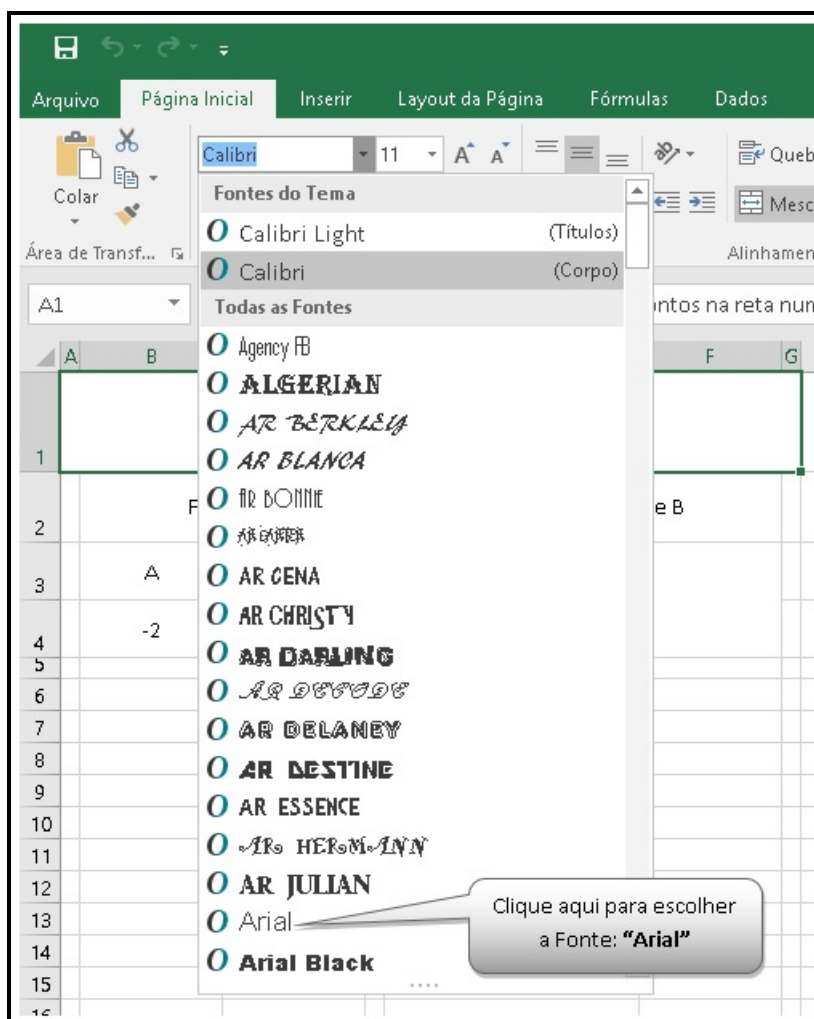 Arquivo Página Inicial Inserir Layout da Página Fórmulas Dados
Calibri 11 A A Queb
Colar Mesc
Área de Transf... Alinhamen
Fontes do Tema
O Calibri Light (Títulos)
O Calibri (Corpo)
Todas as Fontes
O Agency FB
O ALGERIAN
O AR BERKLEY
O AR BLANCA
O AR BONNIE
O AR CENA
O AR CHRISTY
O AR DARLING
O AR DECODE
O AR DELANEY
O AR DESTINE
O AR ESSENCE
O AR HERMANN
O AR JULIAN
O Arial
O Arial Black
Clique aqui para escolher
a Fonte: “Arial”
A1 ntos na reta nun
A B F G
1
2 F e B
3 A
4 -2
5
6
7
8
9
10
11
12
13
14
15
16